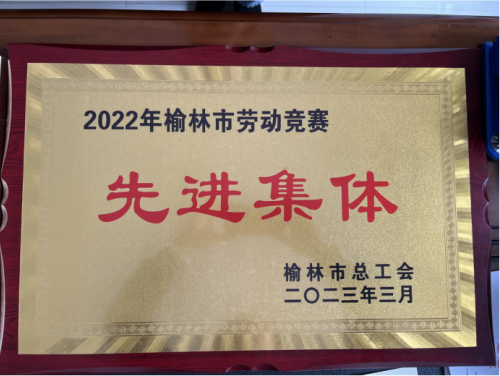 2022年榆林市劳动竞赛
先进集体
榆林市总工会
二〇二三年三月